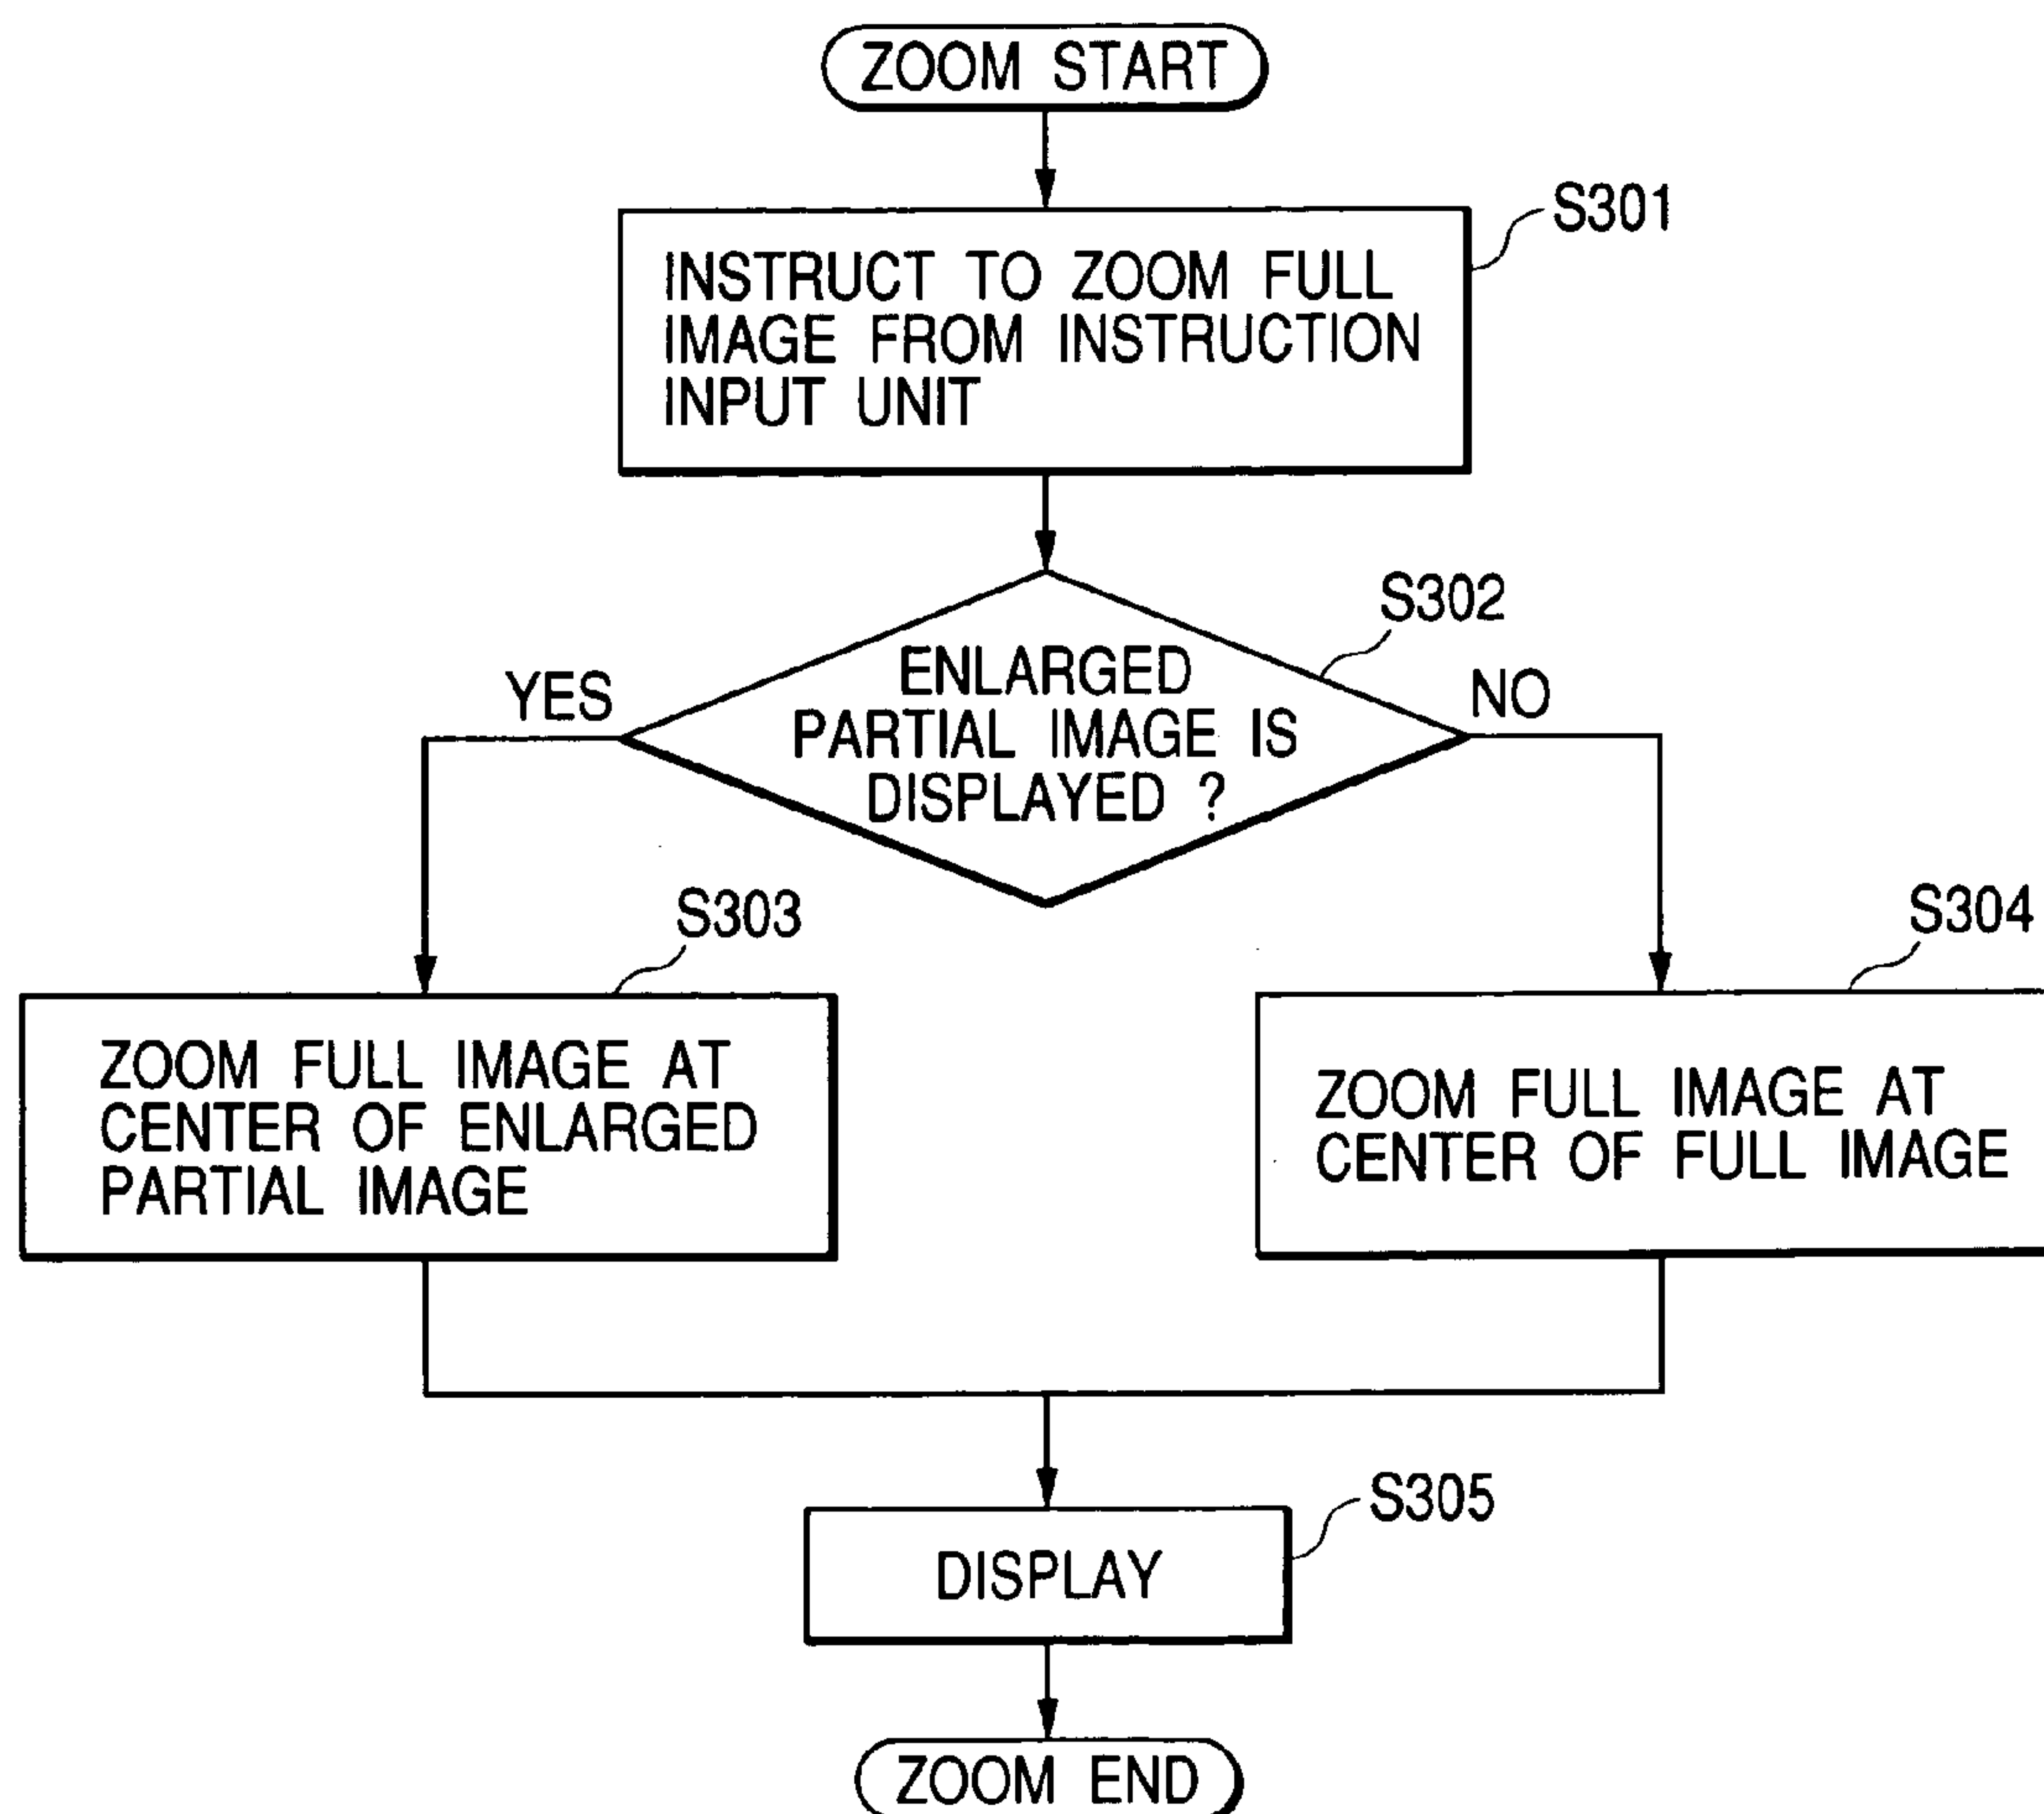 ZOOM START
S301
INSTRUCT TO ZOOM FULL
IMAGE FROM INSTRUCTION
INPUT UNIT
S302
ENLARGED
PARTIAL IMAGE IS
DISPLAYED ?
YES
NO
S303
ZOOM FULL IMAGE AT
CENTER OF ENLARGED
PARTIAL IMAGE
S304
ZOOM FULL IMAGE AT
CENTER OF FULL IMAGE
S305
DISPLAY
ZOOM END